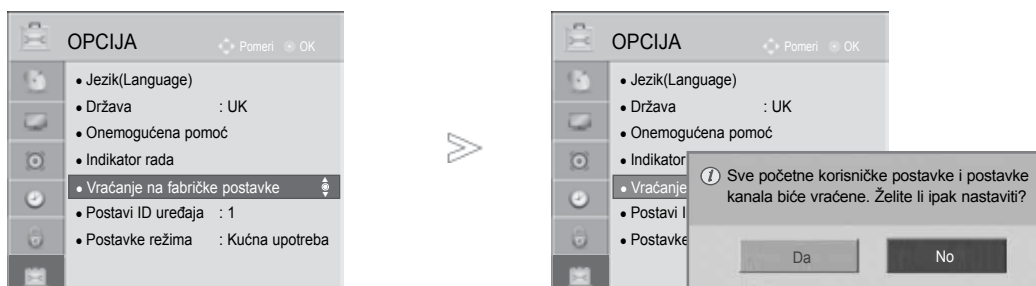 OPCIJA Pomeri OK
• Jezik(Language)
• Država : UK
• Onemogućena pomoć
• Indikator rada
• Vraćanje na fabričke postavke
• Postavi ID uređaja : 1
• Postavke režima : Kućna upotreba
OPCIJA Pomeri OK
• Jezik(Language)
• Država : UK
• Onemogućena pomoć
• Indikator
• Vraćanje
• Postavi I
• Postavke
Sve početne korisničke postavke i postavke
kanala biće vraćene. Želite li ipak nastaviti?
Da No